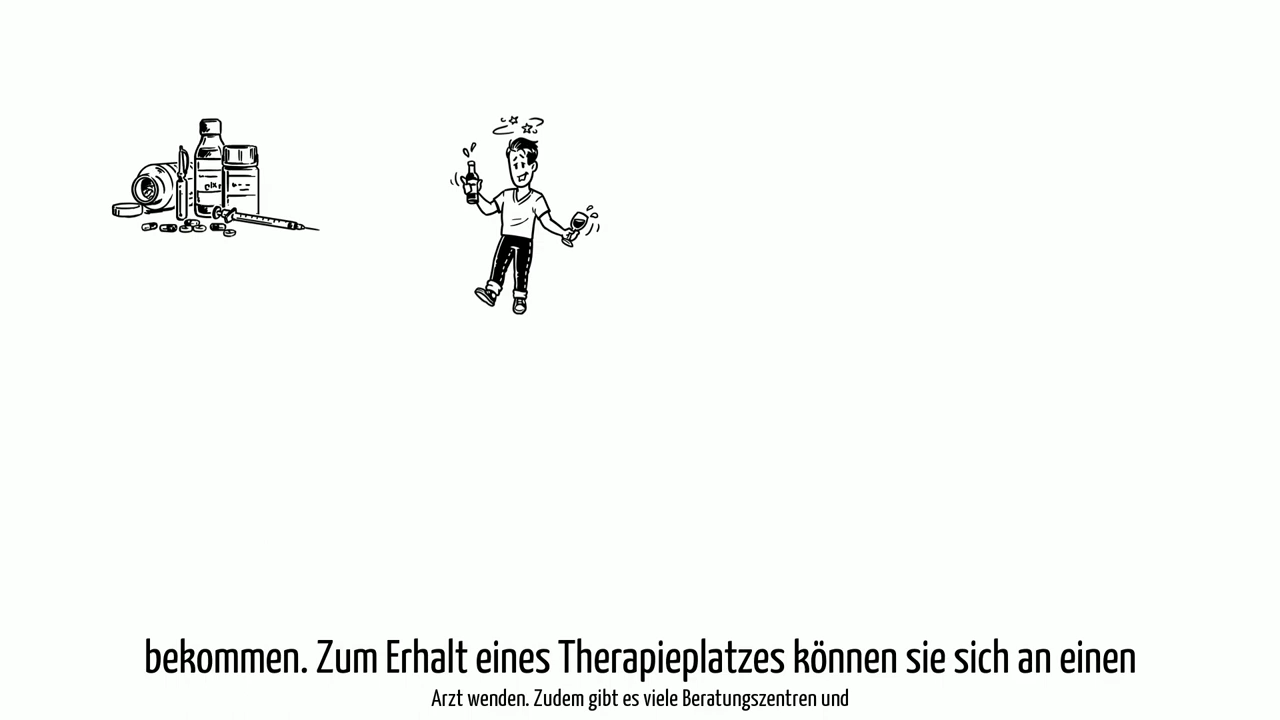 bekommen. Zum Erhalt eines Therapieplatzes können sie sich an einen
Arzt wenden. Zudem gibt es viele Beratungszentren und